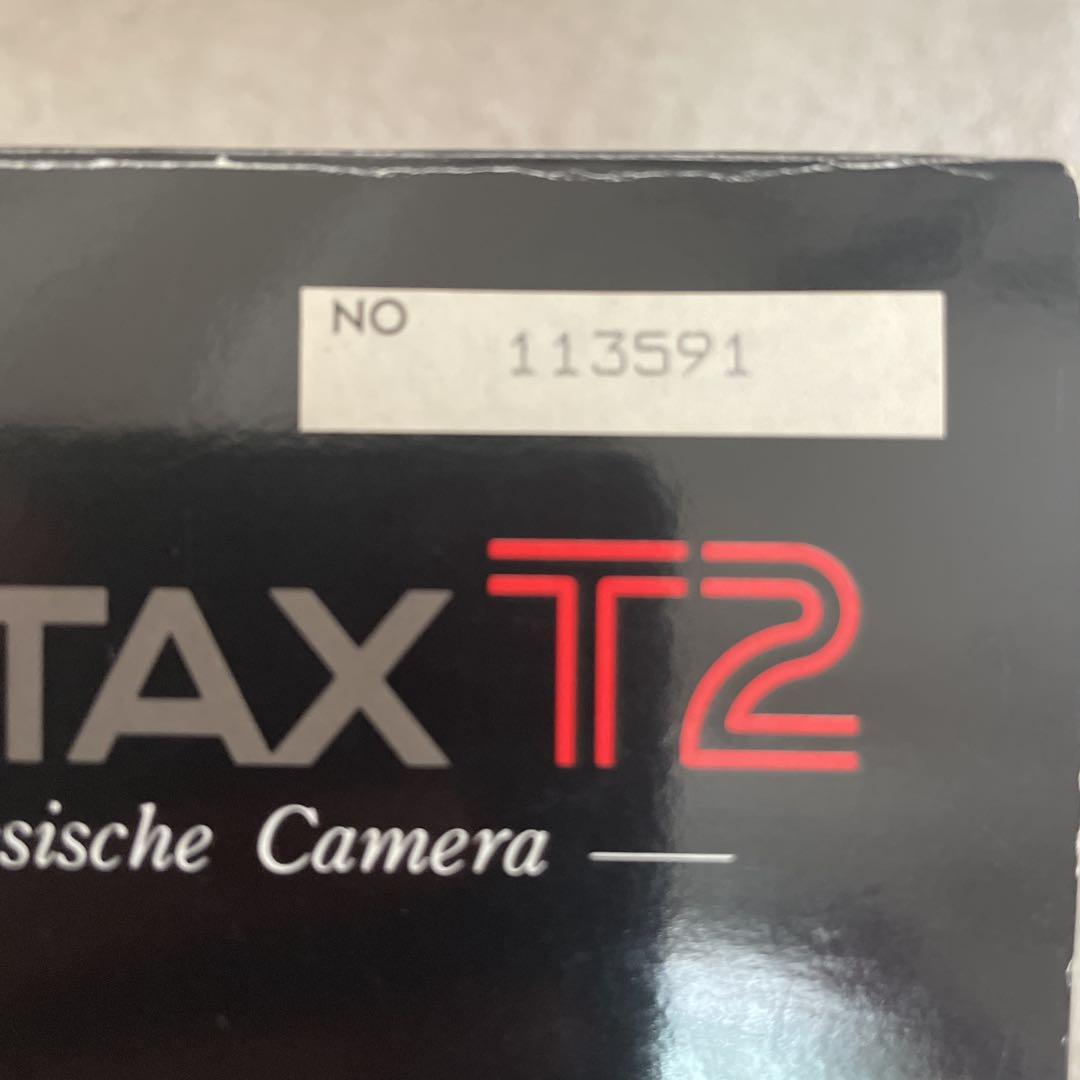 NO 113591
TAX T2
sische Camera